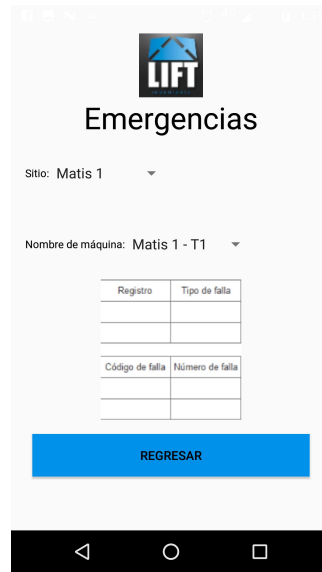 LIFT
Emergencias
Sitio: Matis 1
Nombre de máquina: Matis 1 - T1
Registro Tipo de falla
Código de falla Número de falla
REGRESAR